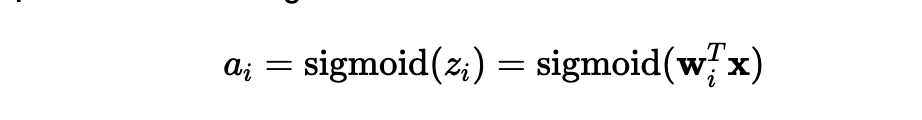 aᵢ = sigmoid(zᵢ) = sigmoid(𝐰ᵢᵀ𝐱)